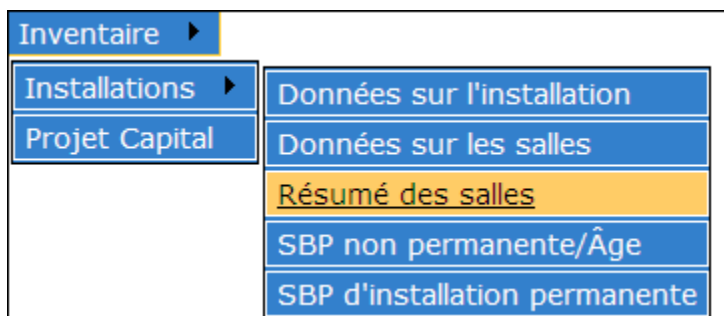 Inventaire
Installations
Projet Capital
Données sur l'installation
Données sur les salles
Résumé des salles
SBP non permanente/Âge
SBP d'installation permanente